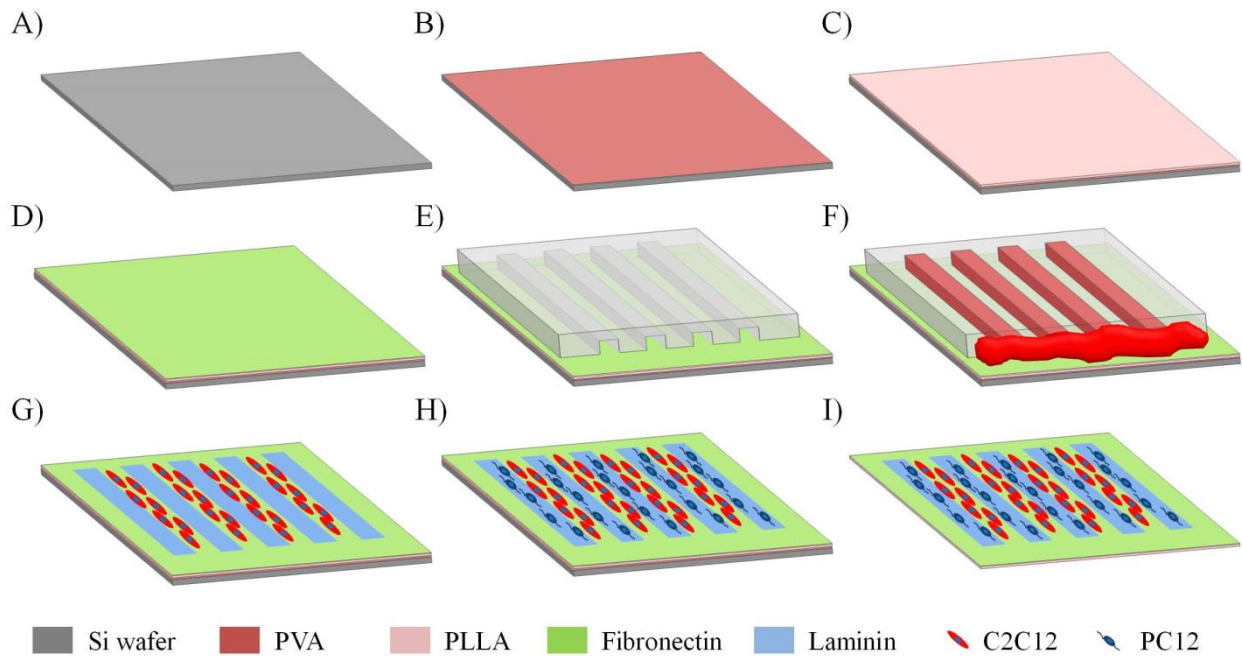 A) B) C)
D) E) F)
G) H) I)
Si wafer PVA PLLA Fibronectin Laminin C2C12 PC12